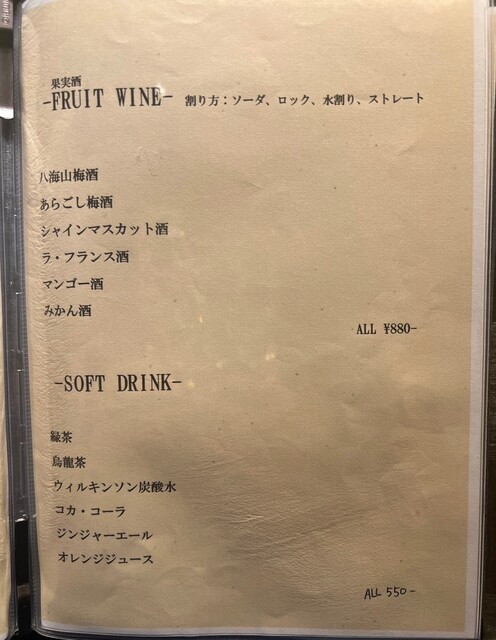 果実酒
-FRUIT WINE- 割り方：ソーダ、ロック、水割り、ストレート
八海山梅酒
あらごし梅酒
シャインマスカット酒
ラ・フランス酒
マンゴー酒
みかん酒
ALL ¥880-
-SOFT DRINK-
緑茶
烏龍茶
ウィルキンソン炭酸水
コカ・コーラ
ジンジャーエール
オレンジジュース
ALL 550-